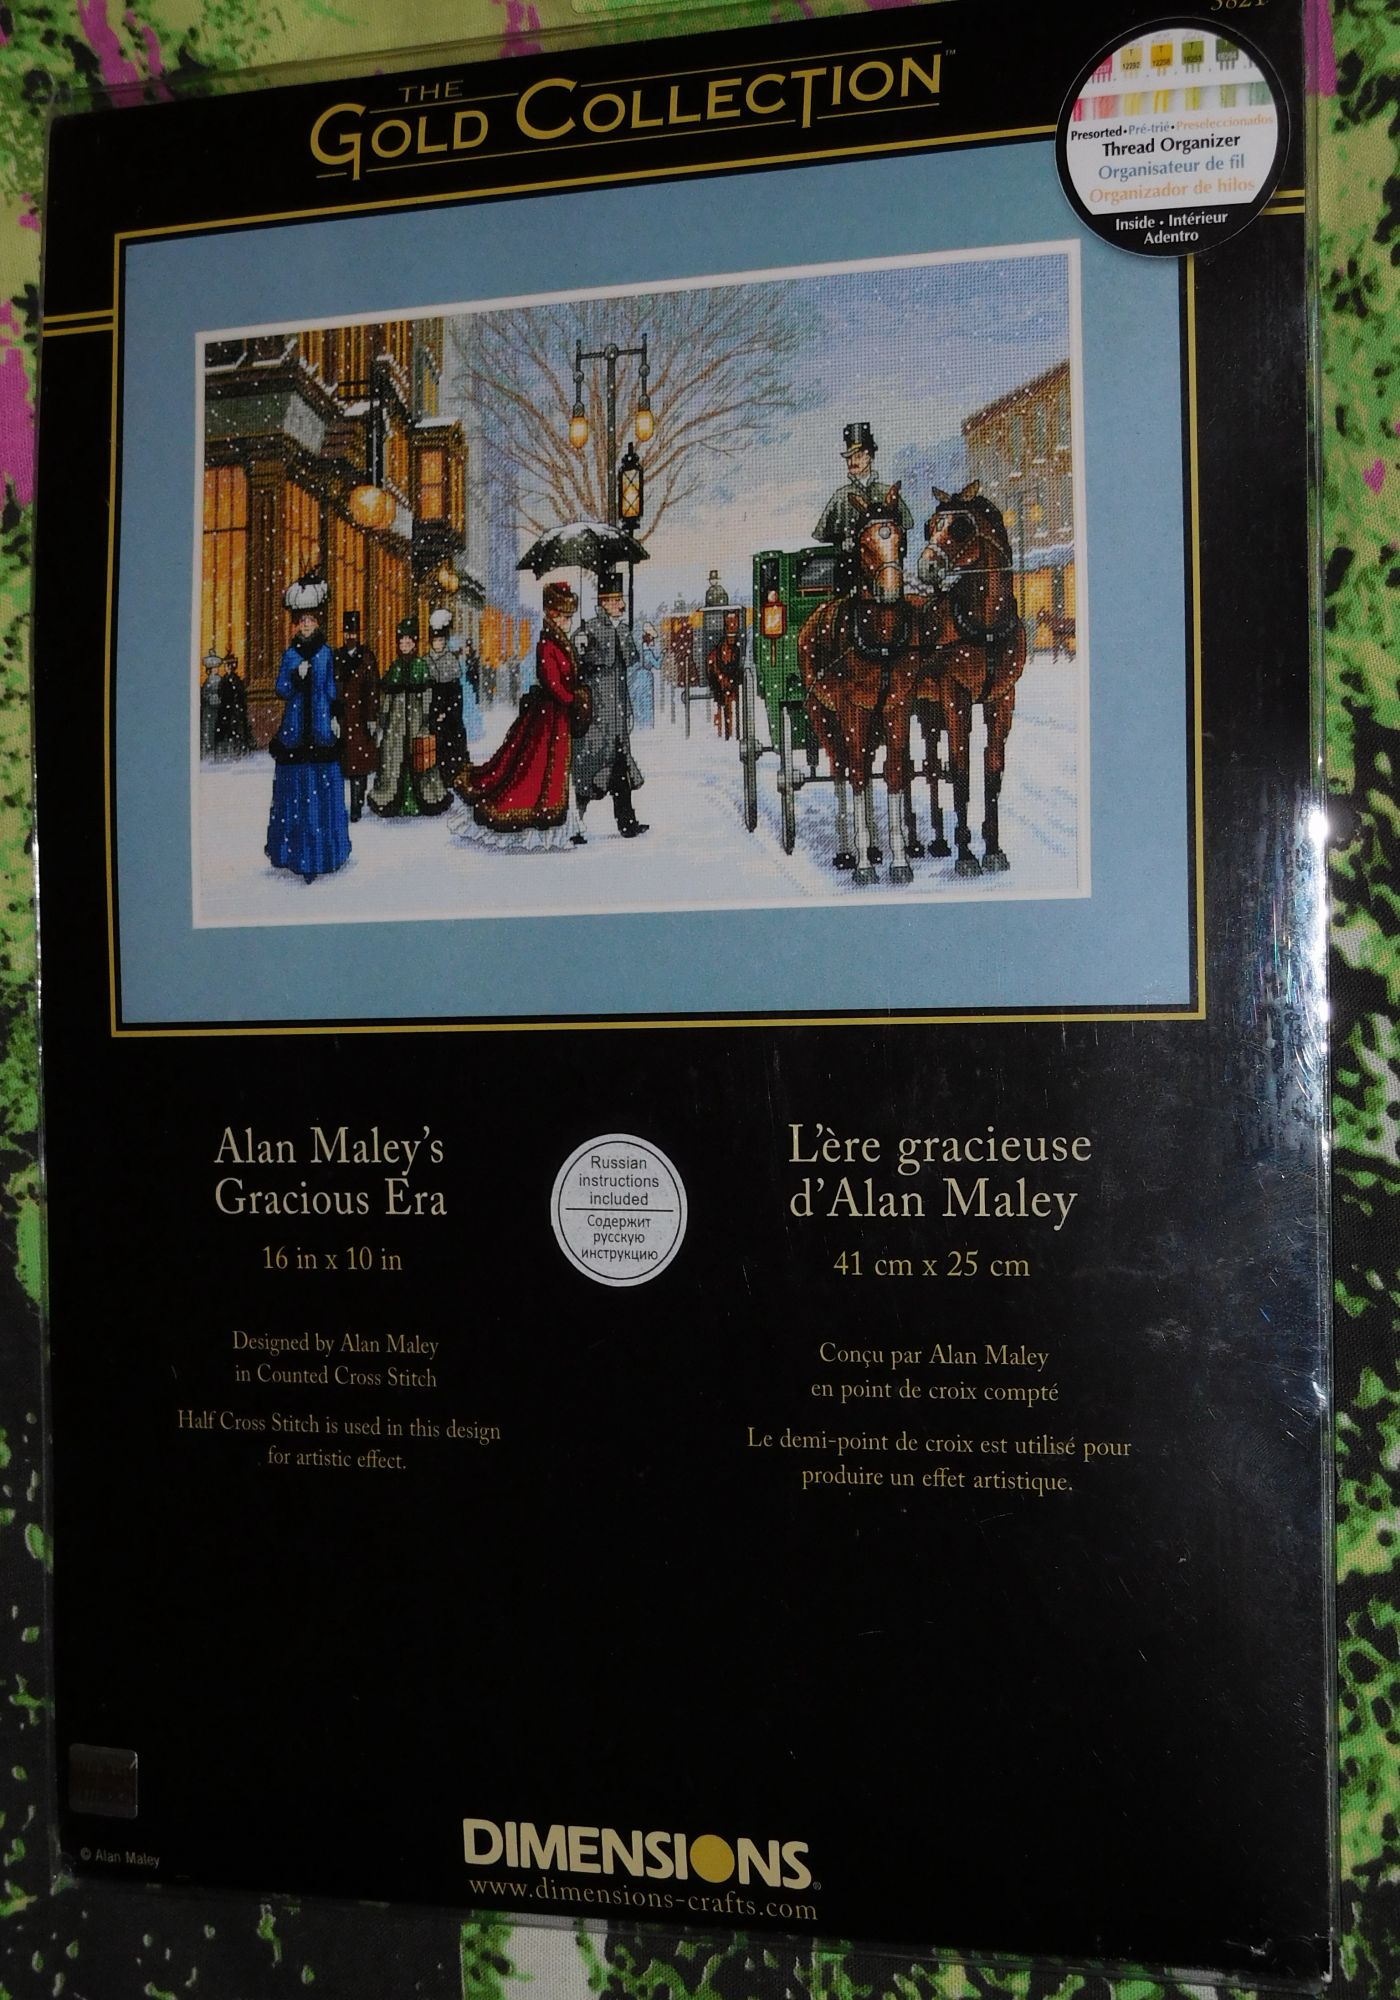 THE
GOLD COLLECTION™
Presorted • Pré-trié • Preseleccionados
Thread Organizer
Organisateur de fil
Organizador de hilos
Inside • Intérieur
Adentro
Alan Maley's
Gracious Era
16 in x 10 in
Designed by Alan Maley
in Counted Cross Stitch
Half Cross Stitch is used in this design
for artistic effect.
Russian
instructions
included
Содержит
русскую
инструкцию
L'ère gracieuse
d'Alan Maley
41 cm x 25 cm
Conçu par Alan Maley
en point de croix compté
Le demi-point de croix est utilisé pour
produire un effet artistique.
© Alan Maley
DIMENSIONS®
www.dimensions-crafts.com